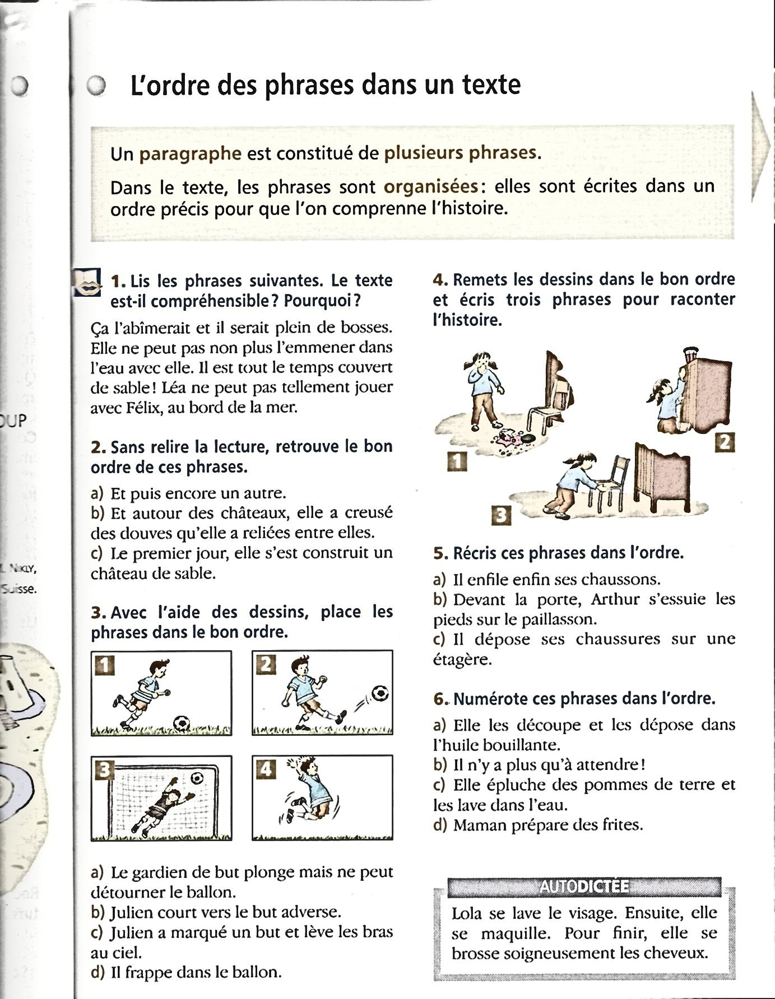 L'ordre des phrases dans un texte
Un paragraphe est constitué de plusieurs phrases.
Dans le texte, les phrases sont organisées : elles sont écrites dans un
ordre précis pour que l'on comprenne l'histoire.
1. Lis les phrases suivantes. Le texte
est-il compréhensible ? Pourquoi ?
Ça l'abîmerait et il serait plein de bosses.
Elle ne peut pas non plus l'emmener dans
l'eau avec elle. Il est tout le temps couvert
de sable ! Léa ne peut pas tellement jouer
avec Félix, au bord de la mer.
2. Sans relire la lecture, retrouve le bon
ordre de ces phrases.
a) Et puis encore un autre.
b) Et autour des châteaux, elle a creusé
des douves qu'elle a reliées entre elles.
c) Le premier jour, elle s'est construit un
château de sable.
3. Avec l'aide des dessins, place les
phrases dans le bon ordre.
1
2
3
4
a) Le gardien de but plonge mais ne peut
détourner le ballon.
b) Julien court vers le but adverse.
c) Julien a marqué un but et lève les bras
au ciel.
d) Il frappe dans le ballon.
4. Remets les dessins dans le bon ordre
et écris trois phrases pour raconter
l'histoire.
1
2
3
5. Récris ces phrases dans l'ordre.
a) Il enfile enfin ses chaussons.
b) Devant la porte, Arthur s'essuie les
pieds sur le paillasson.
c) Il dépose ses chaussures sur une
étagère.
6. Numérote ces phrases dans l'ordre.
a) Elle les découpe et les dépose dans
l'huile bouillante.
b) Il n'y a plus qu'à attendre !
c) Elle épluche des pommes de terre et
les lave dans l'eau.
d) Maman prépare des frites.
AUTODICTÉE
Lola se lave le visage. Ensuite, elle
se maquille. Pour finir, elle se
brosse soigneusement les cheveux.
OUP
NIKLY,
Suisse.